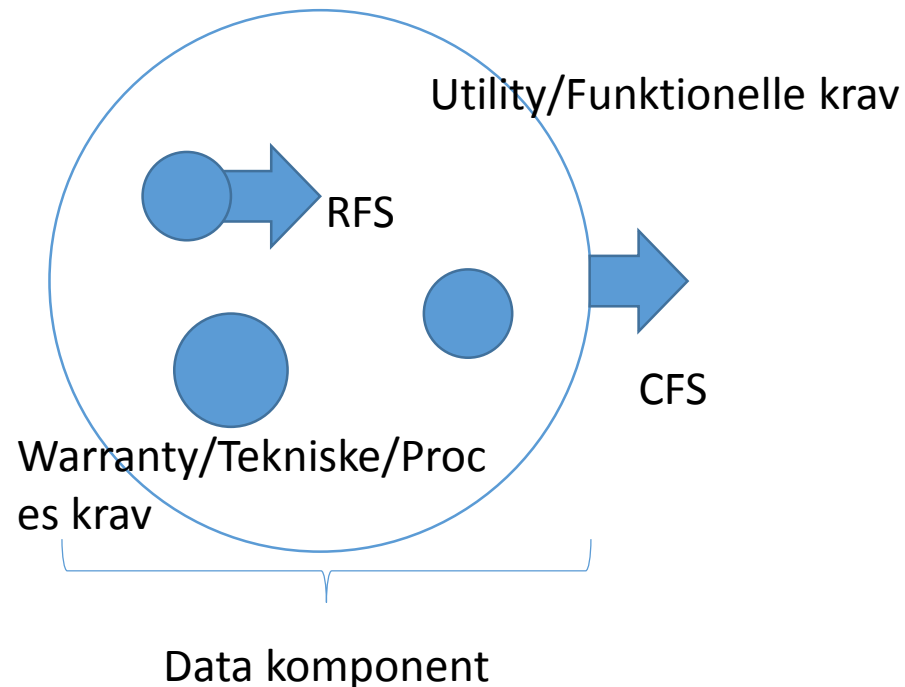 Utility/Funktionelle krav
RFS
CFS
Warranty/Tekniske/Proc
es krav
Data komponent